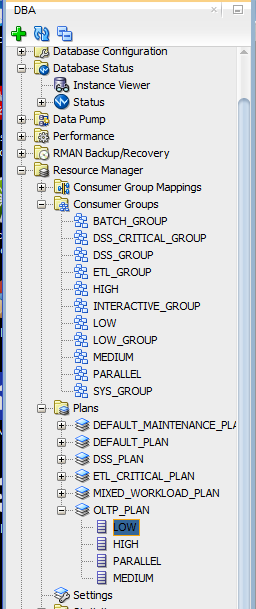 DBA
Database Configuration
Database Status
Instance Viewer
Status
Data Pump
Performance
RMAN Backup/Recovery
Resource Manager
Consumer Group Mappings
Consumer Groups
BATCH_GROUP
DSS_CRITICAL_GROUP
DSS_GROUP
ETL_GROUP
HIGH
INTERACTIVE_GROUP
LOW
LOW_GROUP
MEDIUM
PARALLEL
SYS_GROUP
Plans
DEFAULT_MAINTENANCE_PLA
DEFAULT_PLAN
DSS_PLAN
ETL_CRITICAL_PLAN
MIXED_WORKLOAD_PLAN
OLTP_PLAN
LOW
HIGH
PARALLEL
MEDIUM
Settings